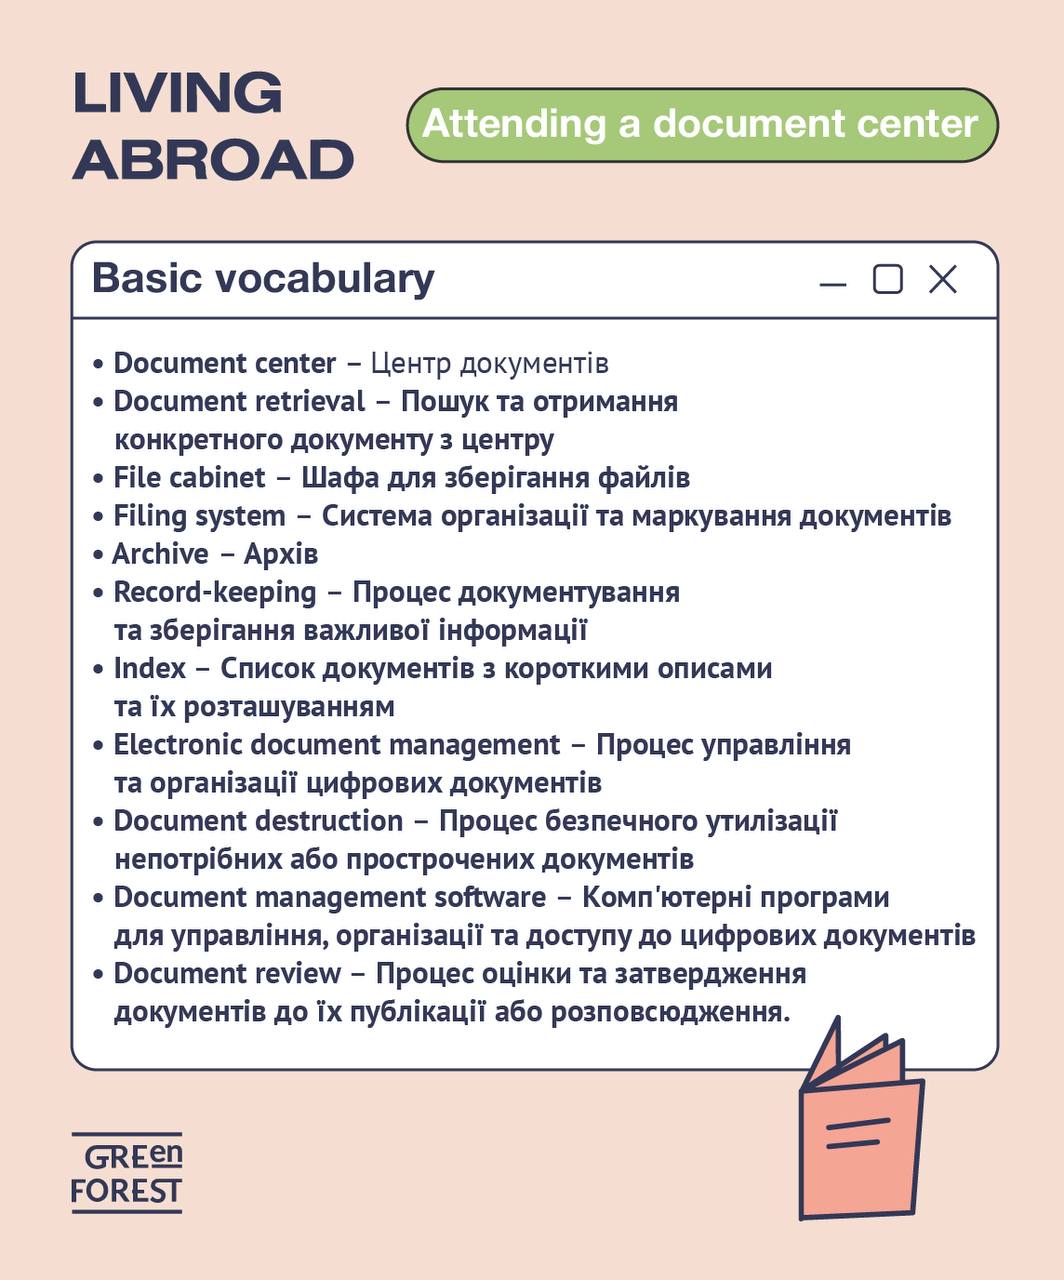 LIVING
ABROAD
Attending a document center
Basic vocabulary
• Document center – Центр документів
• Document retrieval – Пошук та отримання
конкретного документу з центру
• File cabinet – Шафа для зберігання файлів
• Filing system – Система організації та маркування документів
• Archive – Архів
• Record-keeping – Процес документування
та зберігання важливої інформації
• Index – Список документів з короткими описами
та їх розташуванням
• Electronic document management – Процес управління
та організації цифрових документів
• Document destruction – Процес безпечного утилізації
непотрібних або прострочених документів
• Document management software – Комп'ютерні програми
для управління, організації та доступу до цифрових документів
• Document review – Процес оцінки та затвердження
документів до їх публікації або розповсюдження.
GREen
FOREST